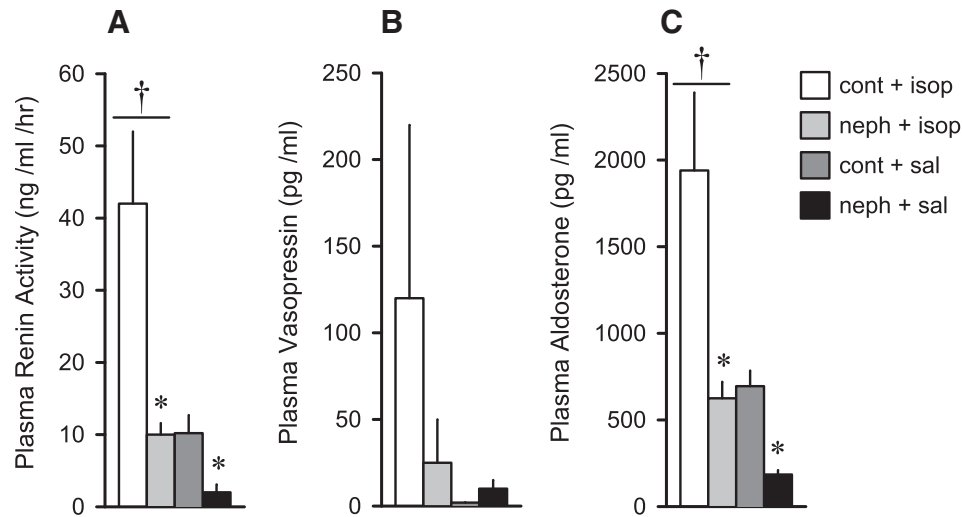 A
Plasma Renin Activity (ng /ml /hr)
60
50
40
30
20
10
0
†
*
*
B
Plasma Vasopressin (pg /ml)
250
200
150
100
50
0
C
Plasma Aldosterone (pg /ml)
2500
2000
1500
1000
500
0
†
*
*
cont + isop
neph + isop
cont + sal
neph + sal